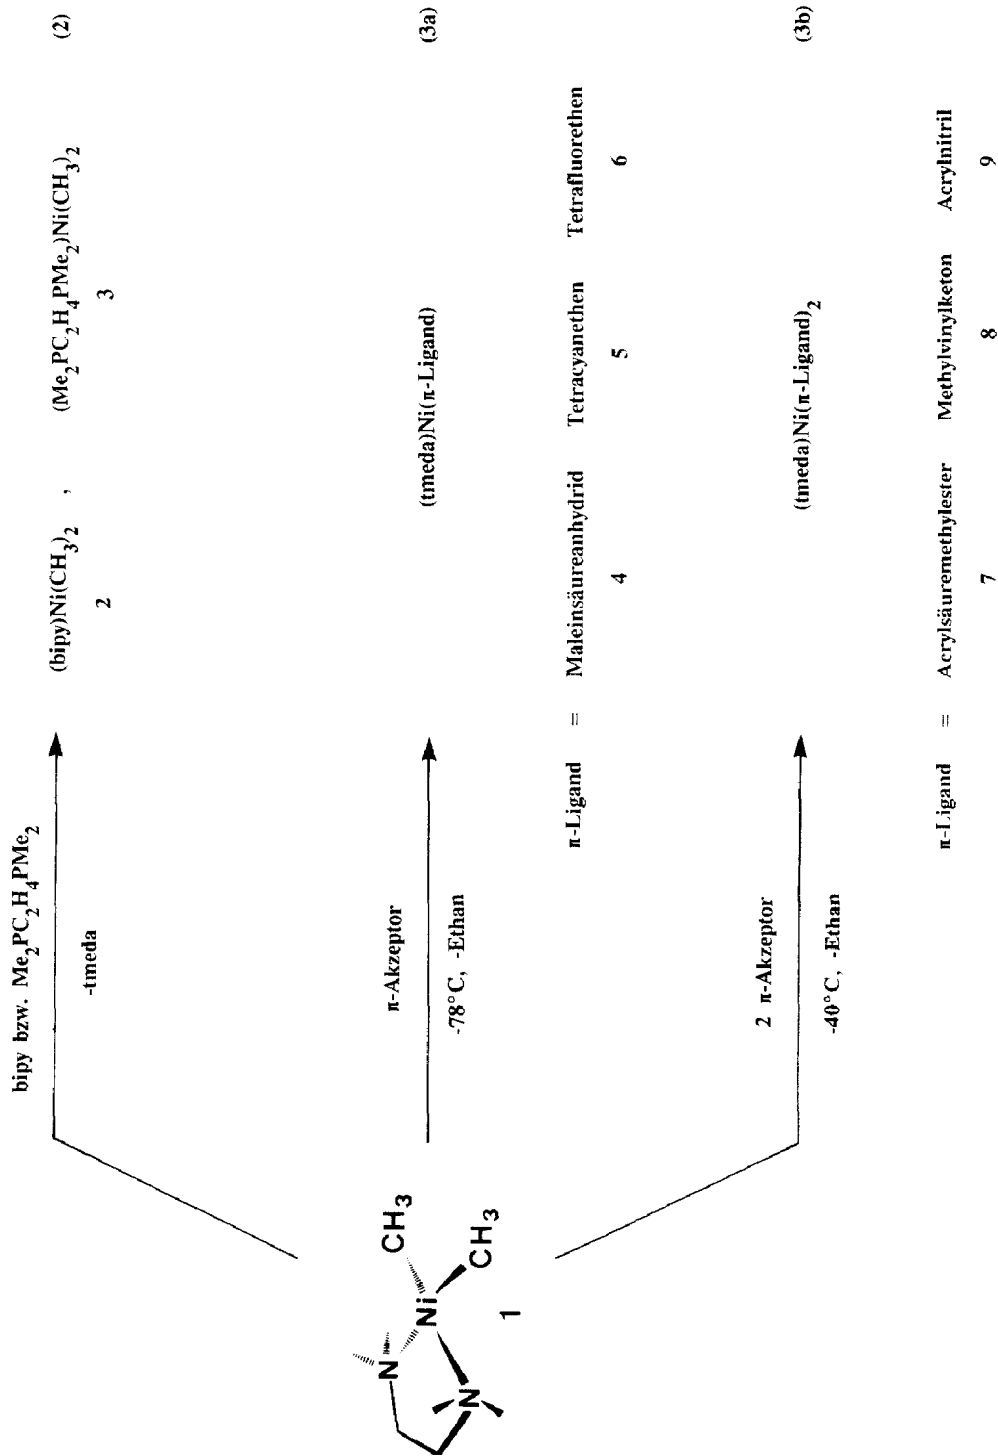 bipy bzw. Me2PC2H4PMe2
-tmeda
(bipy)Ni(CH3)2 , (Me2PC2H4PMe2)Ni(CH3)2 (2)
2 3
N
N
Ni
CH3
CH3
1
π-Akzeptor
-78°C, -Ethan
(tmeda)Ni(π-Ligand) (3a)
π-Ligand = Maleinsäureanhydrid Tetracyanethen Tetrafluorethen
4 5 6
2 π-Akzeptor
-40°C, -Ethan
(tmeda)Ni(π-Ligand)2 (3b)
π-Ligand = Acrylsäuremethylester Methylvinylketon Acrylnitril
7 8 9